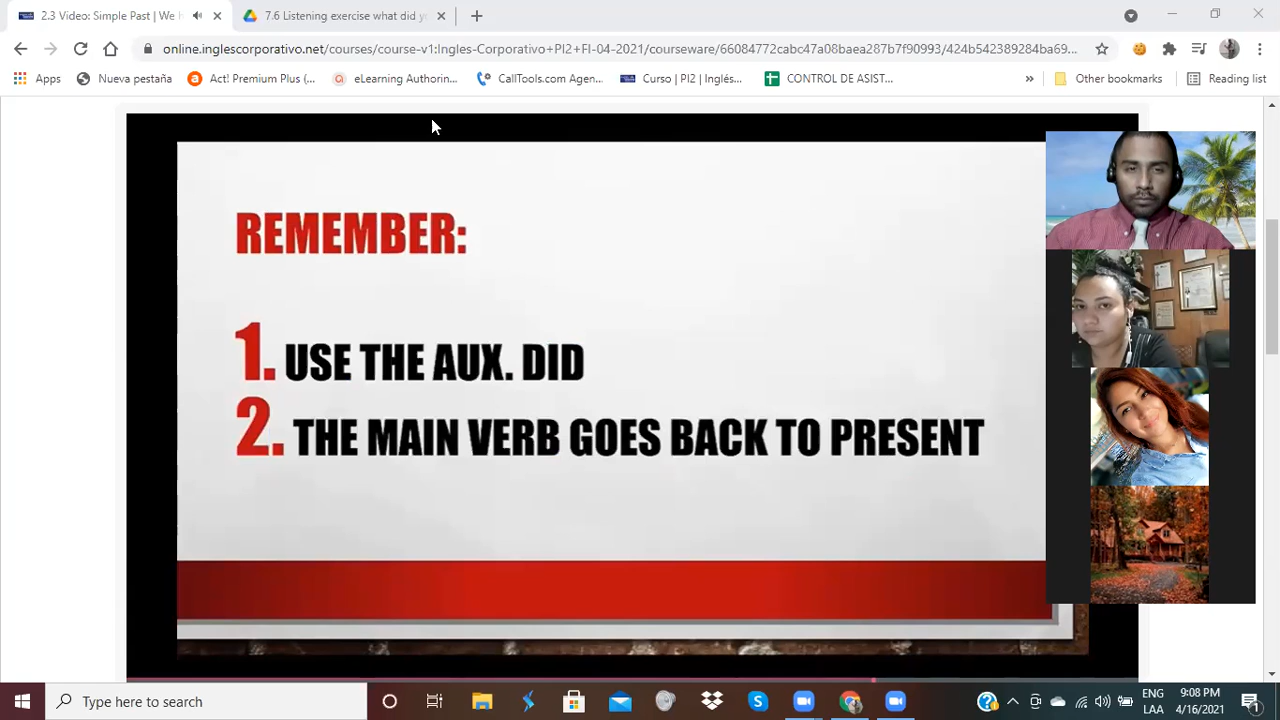 2.3 Video: Simple Past | We
7.6 Listening exercise what did y
online.inglescorporativo.net/courses/course-v1:Ingles-Corporativo+PI2+FI-04-2021/courseware/66084772cabc47a08baea287b7f90993/424b542389284ba69...
Apps
Nueva pestaña
Act! Premium Plus (...
eLearning Authorin...
CallTools.com Agen...
Curso | PI2 | Ingles...
CONTROL DE ASIST...
»
Other bookmarks
Reading list
REMEMBER:
1. USE THE AUX. DID
2. THE MAIN VERB GOES BACK TO PRESENT
Type here to search
ENG
LAA
9:08 PM
4/16/2021
1